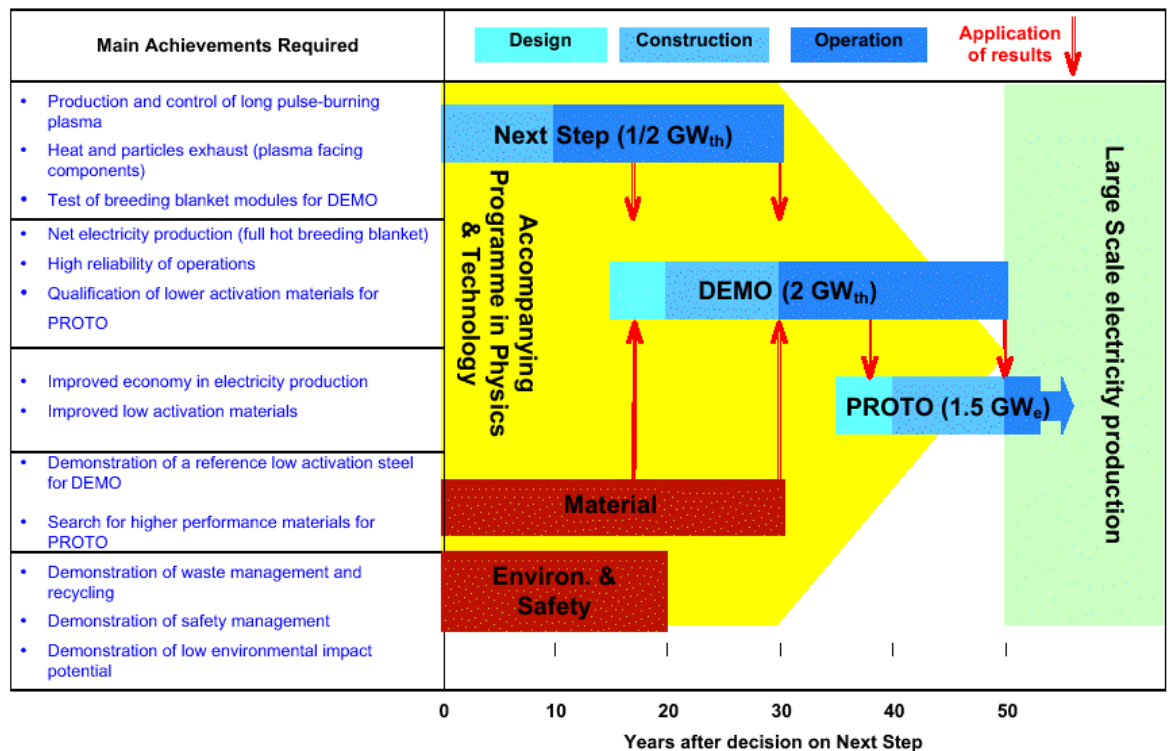 Main Achievements Required
Design
Construction
Operation
Application
of results
• Production and control of long pulse-burning
plasma
• Heat and particles exhaust (plasma facing
components)
• Test of breeding blanket modules for DEMO
• Net electricity production (full hot breeding blanket)
• High reliability of operations
• Qualification of lower activation materials for
PROTO
• Improved economy in electricity production
• Improved low activation materials
• Demonstration of a reference low activation steel
for DEMO
• Search for higher performance materials for
PROTO
• Demonstration of waste management and
recycling
• Demonstration of safety management
• Demonstration of low environmental impact
potential
Accompanying
Programme in Physics
& Technology
Next Step (1/2 GWth)
DEMO (2 GWth)
PROTO (1.5 GWe)
Material
Environ. &
Safety
Large Scale electricity production
0 10 20 30 40 50
Years after decision on Next Step